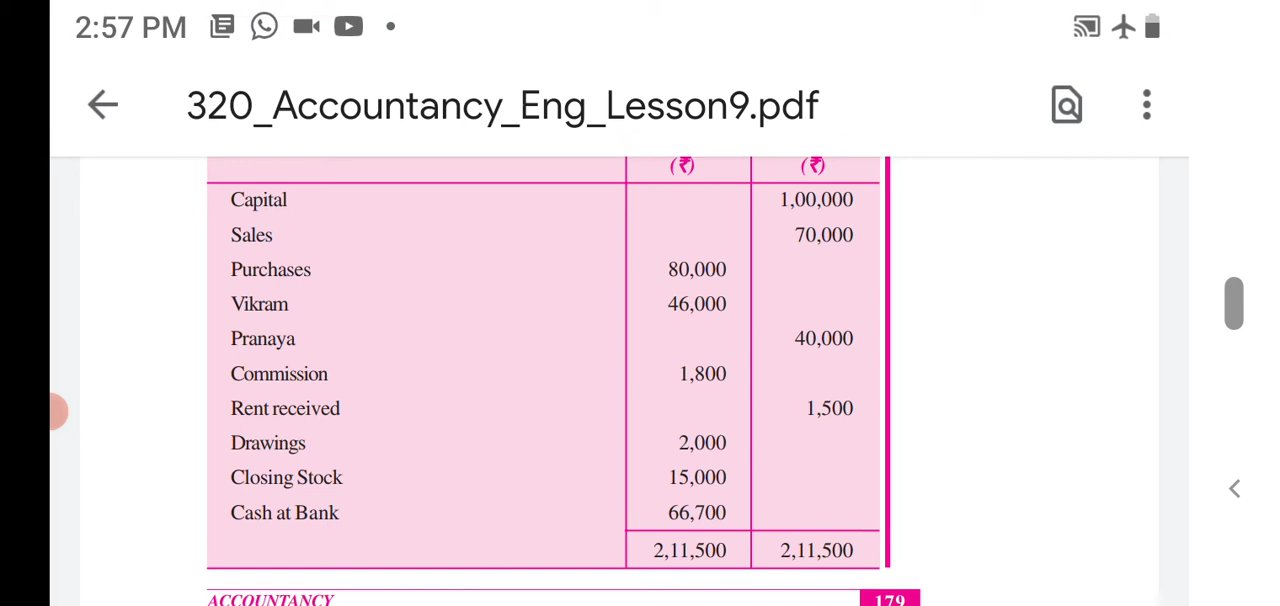 2:57 PM
320_Accountancy_Eng_Lesson9.pdf
(₹) (₹)
Capital 1,00,000
Sales 70,000
Purchases 80,000
Vikram 46,000
Pranaya 40,000
Commission 1,800
Rent received 1,500
Drawings 2,000
Closing Stock 15,000
Cash at Bank 66,700
2,11,500 2,11,500
ACCOUNTANCY 179